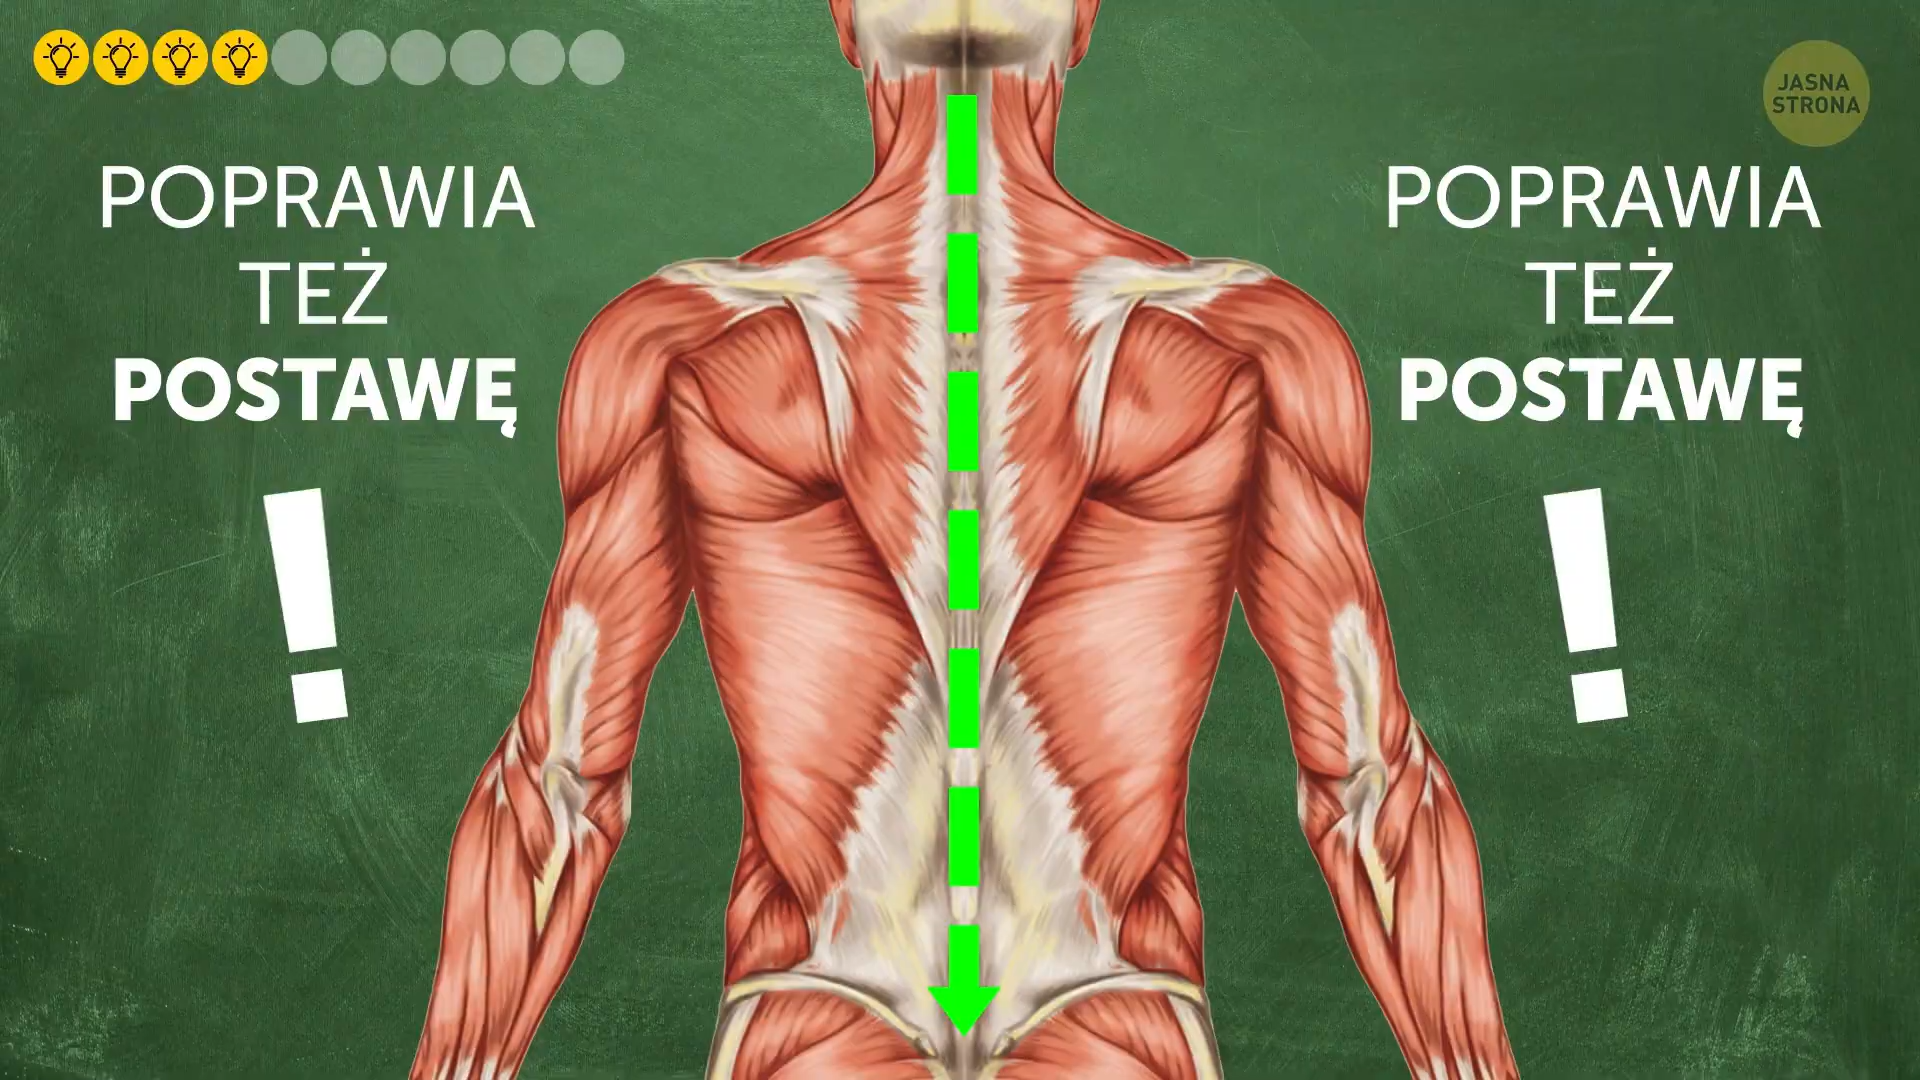 JASNA
STRONA
POPRAWIA
TEŻ
POSTAWĘ
!
POPRAWIA
TEŻ
POSTAWĘ
!